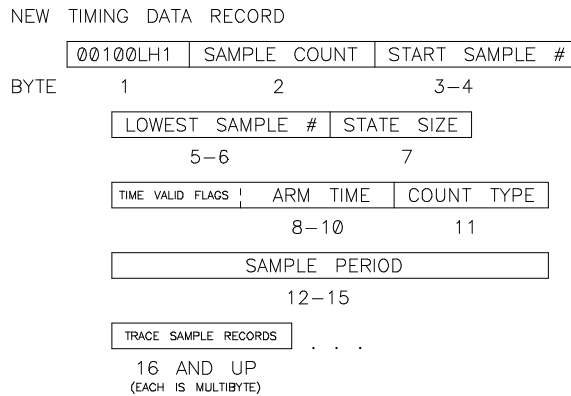 NEW TIMING DATA RECORD
00100LH1 SAMPLE COUNT START SAMPLE #
BYTE 1 2 3-4
LOWEST SAMPLE # STATE SIZE
5-6 7
TIME VALID FLAGS ARM TIME COUNT TYPE
8-10 11
SAMPLE PERIOD
12-15
TRACE SAMPLE RECORDS . . .
16 AND UP
(EACH IS MULTIBYTE)